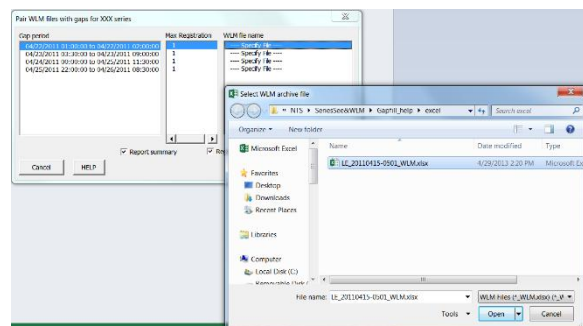 Pair WLM files with gaps for XXX series
Gap period Max Registration WLM file name
04/22/2011 01:00:00 to 04/22/2011 02:00:00 1 ---- Specify File ----
04/23/2011 03:30:00 to 04/23/2011 09:00:00 1 ---- Specify File ----
04/24/2011 09:00:00 to 04/24/2011 11:30:00 1 ---- Specify File ----
04/25/2011 22:00:00 to 04/26/2011 08:30:00 1 ---- Specify File ----
Report summary
Cancel HELP
Select WLM archive file
« NTS ▸ SenesSee&WLM ▸ Gapfill_help ▸ excel
Search excel
Organize New folder
Microsoft Excel
Favorites
Desktop
Downloads
Recent Places
Libraries
Computer
Local Disk (C:)
Removable Disk
Name Date modified Type
LE_20110415-0501_WLM.xlsx 4/29/2013 2:20 PM Microsoft Ex
File name: LE_20110415-0501_WLM.xlsx
WLM Files (*_WLM.xlsx)
Tools Open Cancel